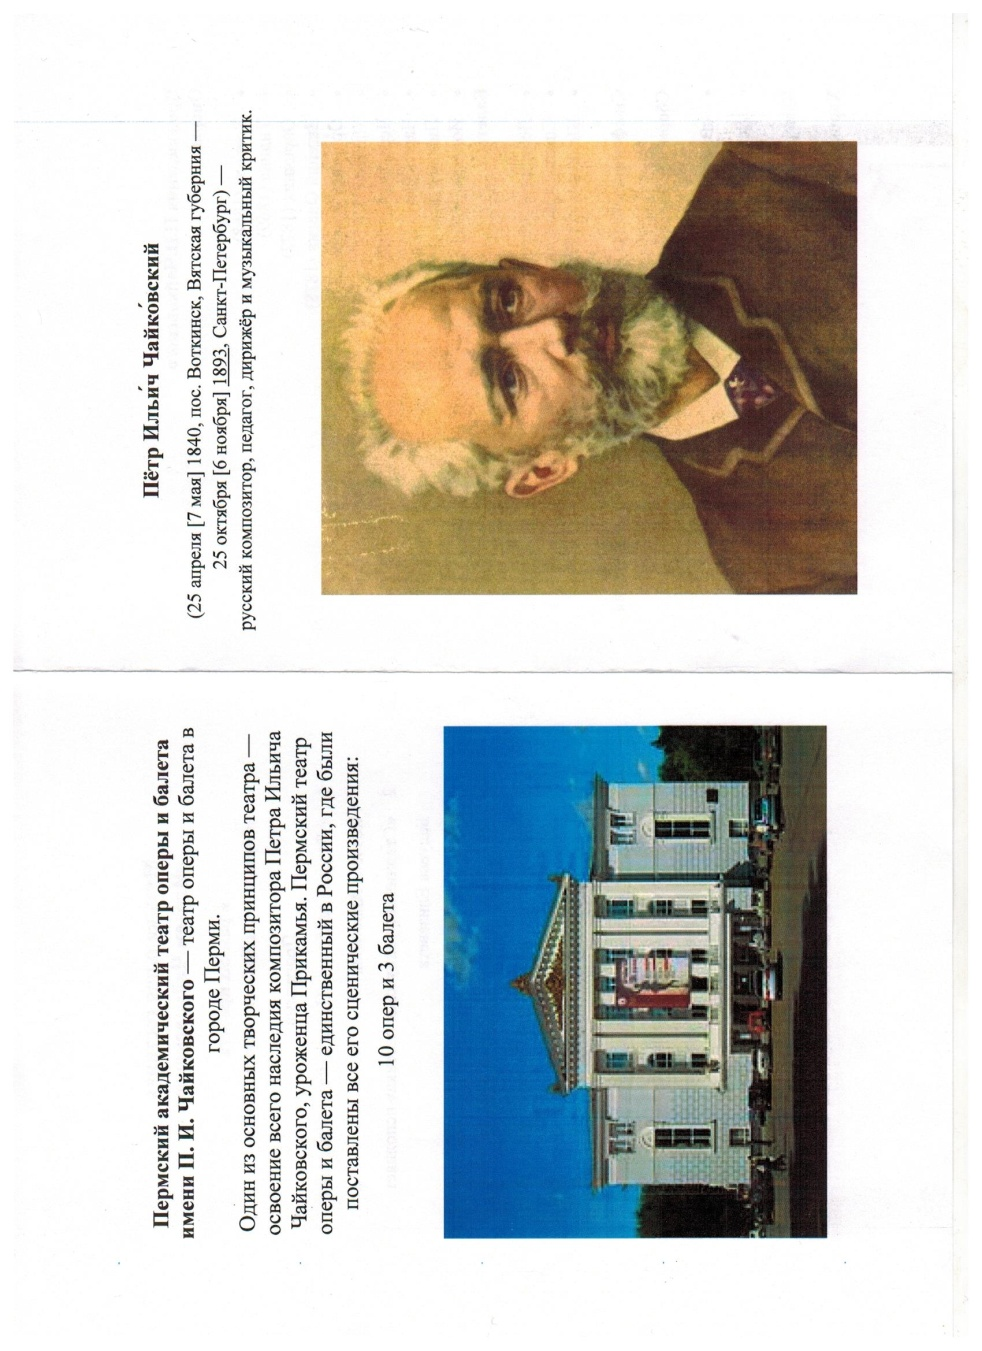 Пермский академический театр оперы и балета
имени П. И. Чайковского — театр оперы и балета в
городе Перми.
Один из основных творческих принципов театра —
освоение всего наследия композитора Петра Ильича
Чайковского, уроженца Прикамья. Пермский театр
оперы и балета — единственный в России, где были
поставлены все его сценические произведения:
10 опер и 3 балета
Пётр Ильи́ч Чайко́вский
(25 апреля [7 мая] 1840, пос. Воткинск, Вятская губерния —
25 октября [6 ноября] 1893, Санкт-Петербург) —
русский композитор, педагог, дирижёр и музыкальный критик.